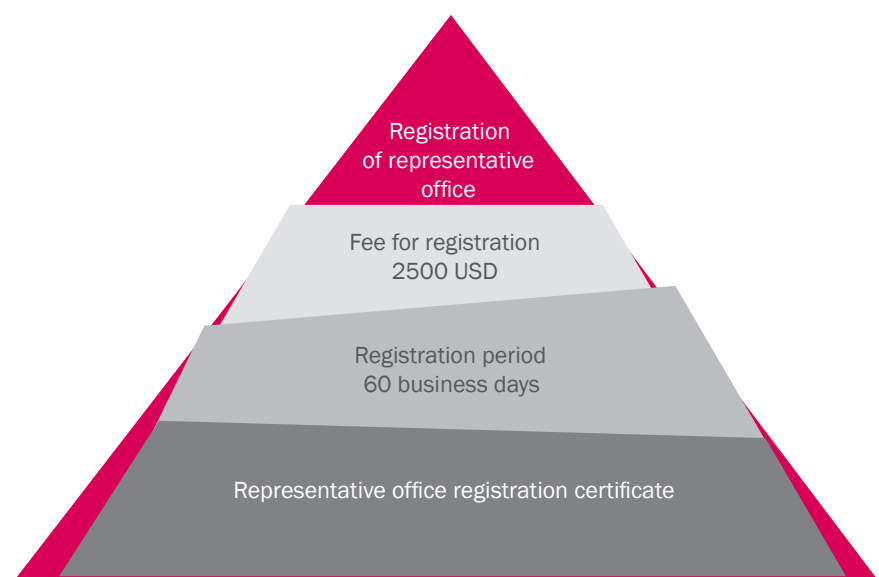 Registration
of representative
office
Fee for registration
2500 USD
Registration period
60 business days
Representative office registration certificate